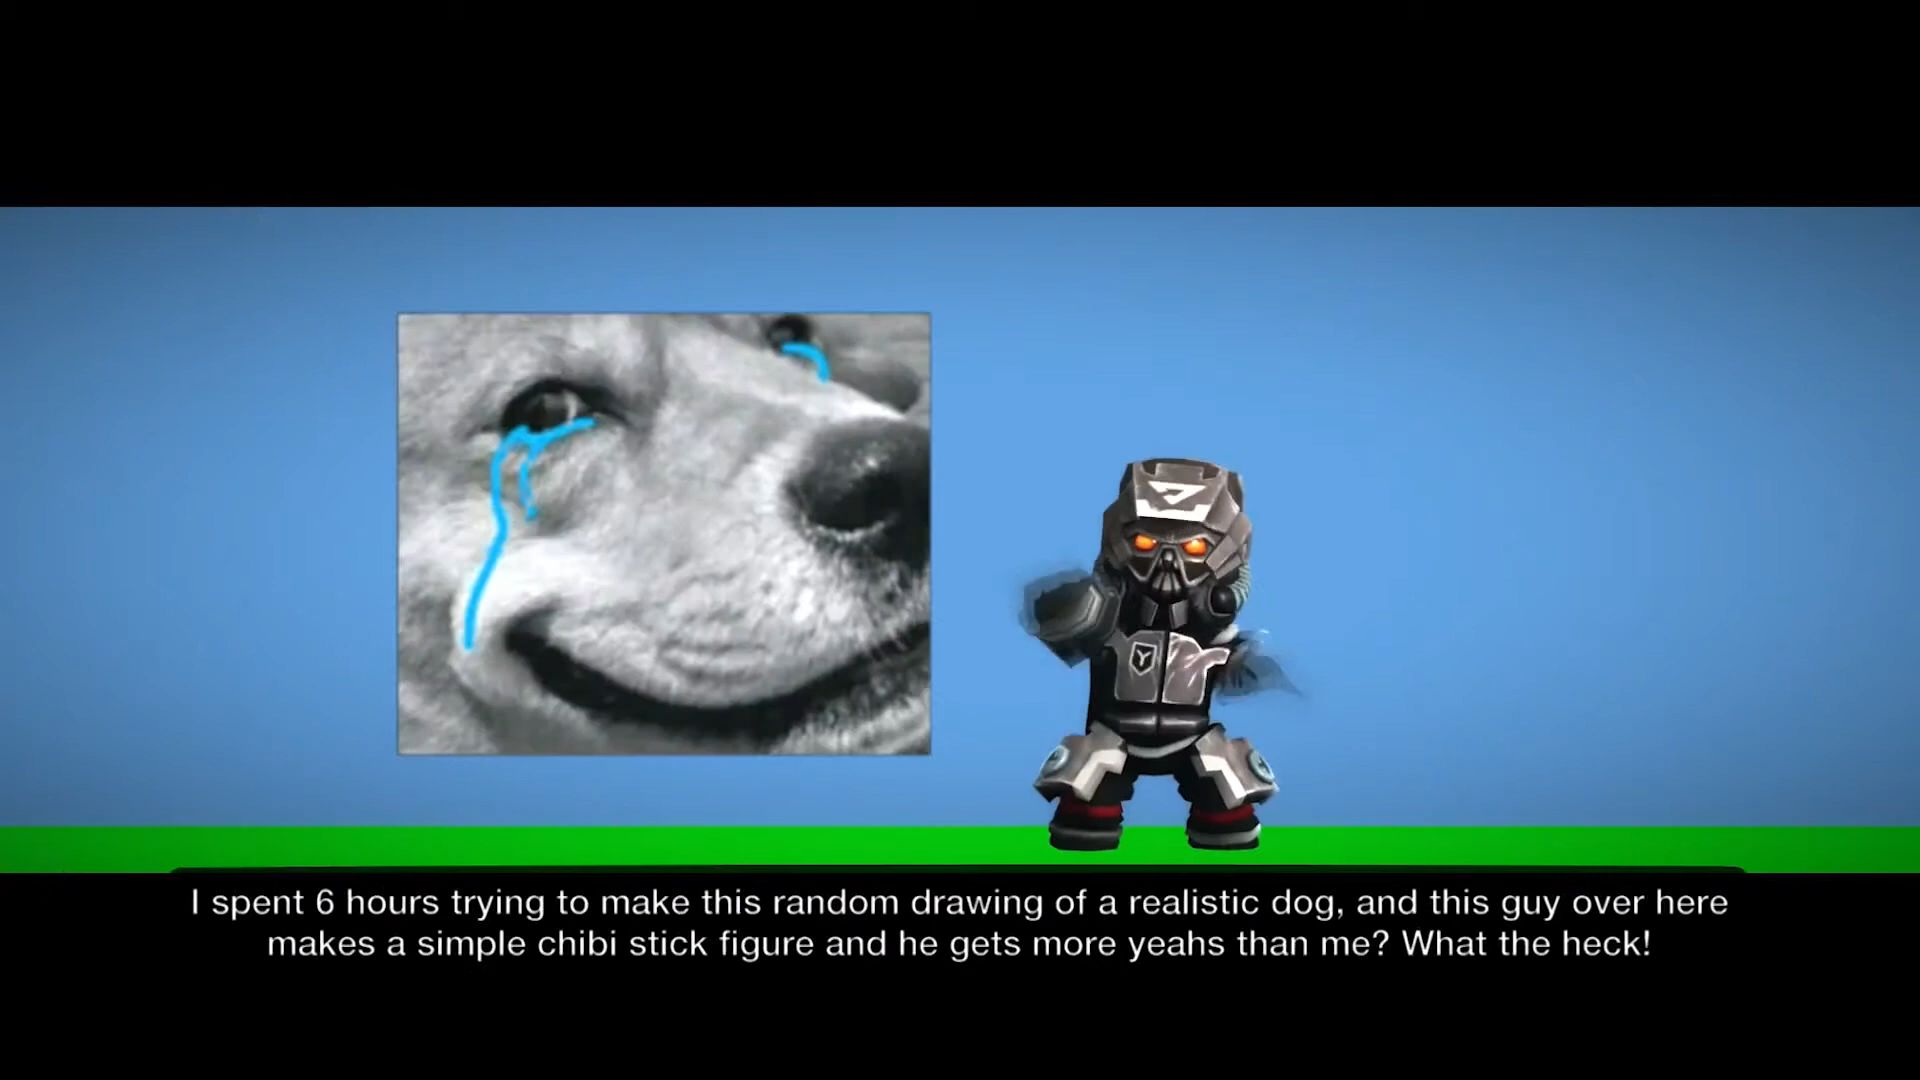 I spent 6 hours trying to make this random drawing of a realistic dog, and this guy over here
makes a simple chibi stick figure and he gets more yeahs than me? What the heck!